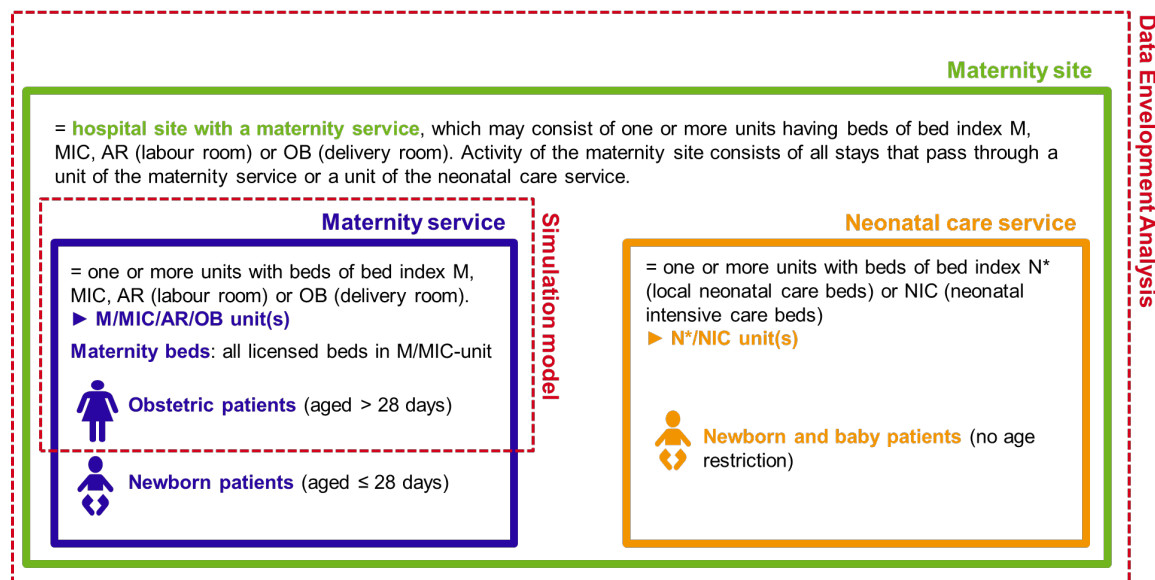 Data Envelopment Analysis
Maternity site
= hospital site with a maternity service, which may consist of one or more units having beds of bed index M,
MIC, AR (labour room) or OB (delivery room). Activity of the maternity site consists of all stays that pass through a
unit of the maternity service or a unit of the neonatal care service.
Maternity service
= one or more units with beds of bed index M,
MIC, AR (labour room) or OB (delivery room).
► M/MIC/AR/OB unit(s)
Maternity beds: all licensed beds in M/MIC-unit
Obstetric patients (aged > 28 days)
Newborn patients (aged ≤ 28 days)
Simulation model
Neonatal care service
= one or more units with beds of bed index N*
(local neonatal care beds) or NIC (neonatal
intensive care beds)
► N*/NIC unit(s)
Newborn and baby patients (no age
restriction)